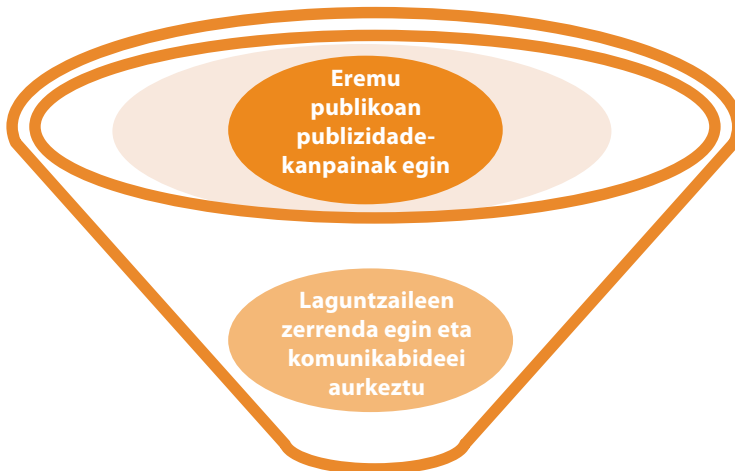 Eremu
publikoan
publizidade-
kanpainak egin
Laguntzaileen
zerrenda egin eta
komunikabideei
aurkeztu